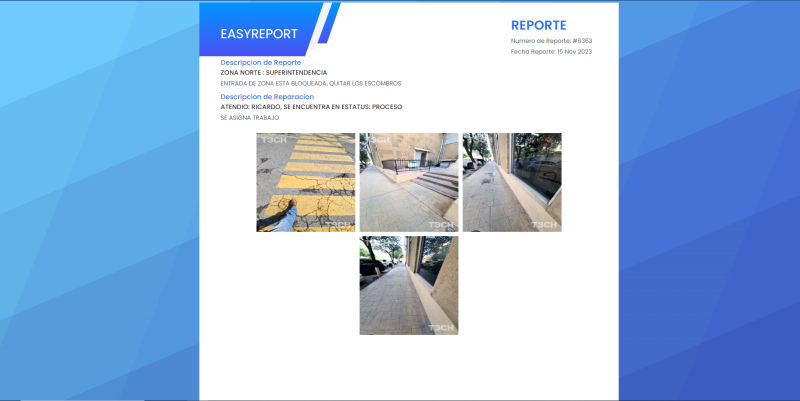 EASYREPORT
REPORTE
Numero de Reporte: #6363
Fecha Reporte: 15 Nov 2023
Descripcion de Reporte
ZONA NORTE : SUPERINTENDENCIA
ENTRADA DE ZONA ESTA BLOQUEADA, QUITAR LOS ESCOMBROS
Descripcion de Reparacion
ATENDIO: RICARDO, SE ENCUENTRA EN ESTATUS: PROCESO
SE ASIGNA TRABAJO
T3CH
T3CH
T3CH
T3CH
T3CH
T3CH